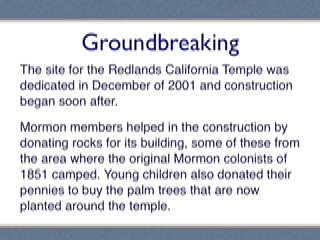 Groundbreaking
The site for the Redlands California Temple was
dedicated in December of 2001 and construction
began soon after.
Mormon members helped in the construction by
donating rocks for its building, some of these from
the area where the original Mormon colonists of
1851 camped. Young children also donated their
pennies to buy the palm trees that are now
planted around the temple.